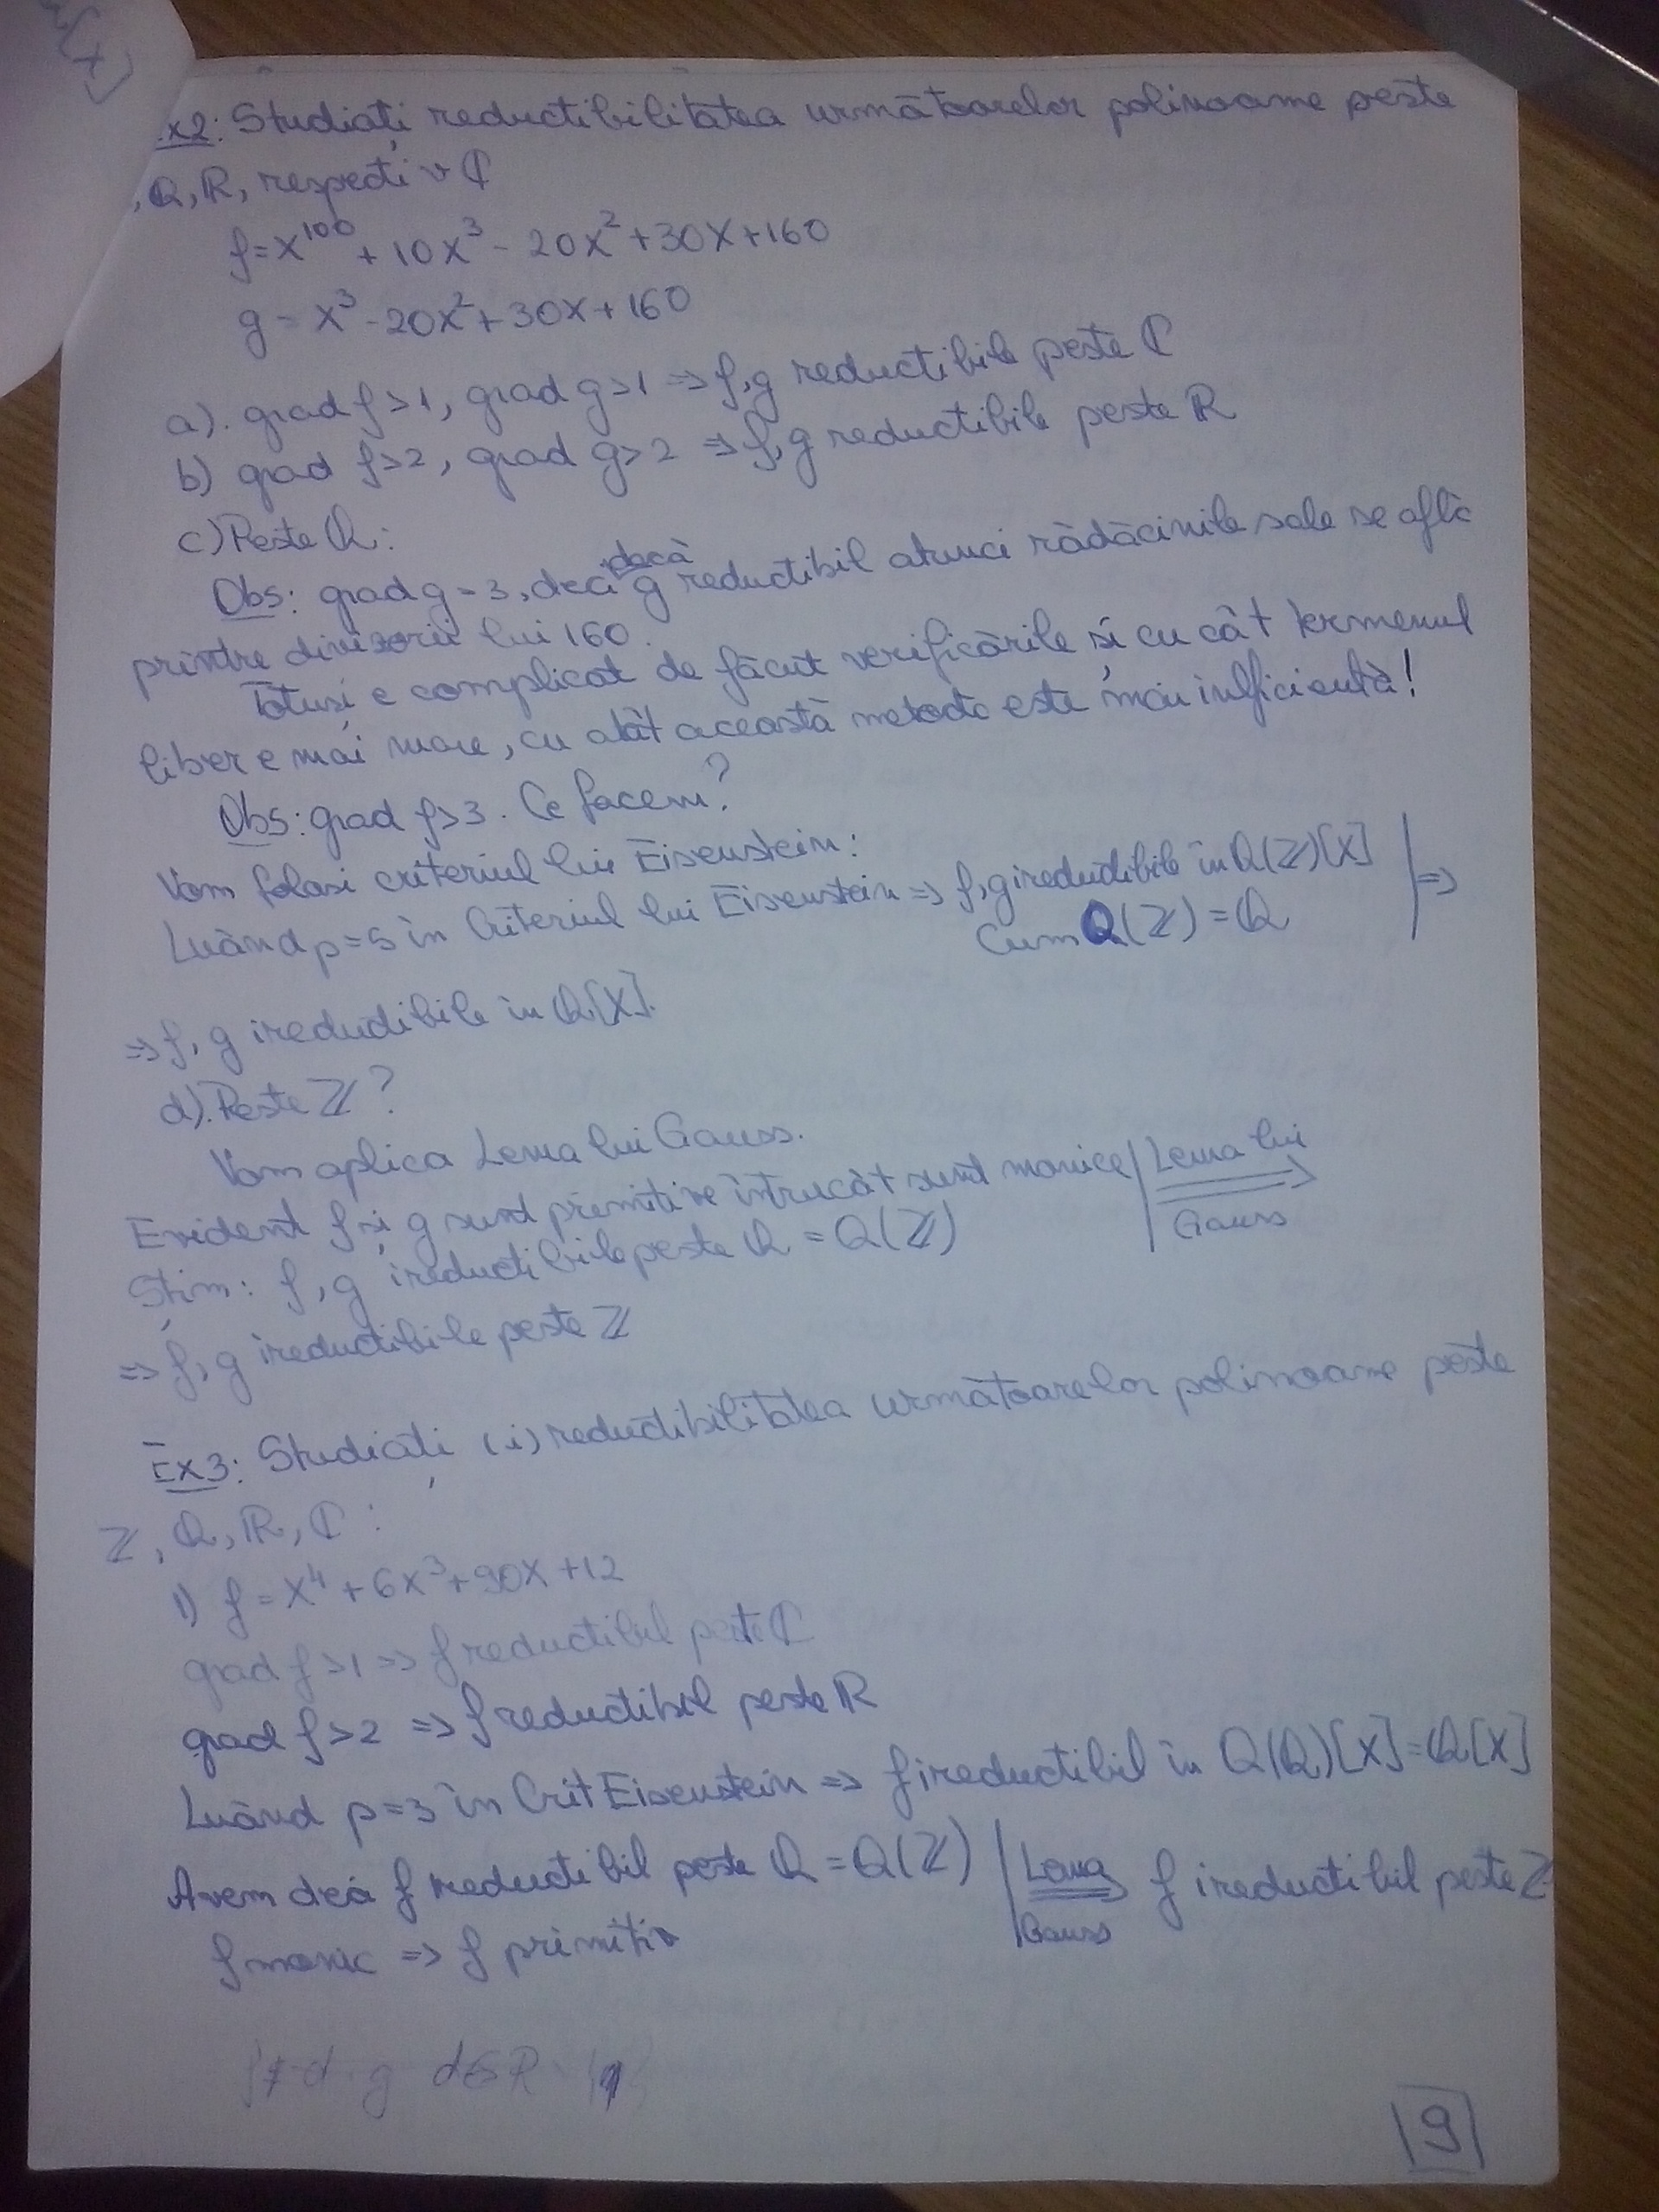 [X]
Ex2: Studiați reductibilitatea următoarelor polinoame peste
, Q, R, respectiv C
f = X^100 + 10X^3 - 20X^2 + 30X + 160
g = X^3 - 20X^2 + 30X + 160
a). grad f > 1, grad g > 1 => f, g reductibile peste C
b) grad f > 2, grad g > 2 => f, g reductibile peste R
c) Peste Q:
Obs: grad g = 3, deci dacă g reductibil atunci rădăcinile sale se află
printre divizorii lui 160.
Totuși e complicat de făcut verificările și cu cât termenul
liber e mai mare, cu atât această metodă este mai ineficientă!
Obs: grad f > 3. Ce facem?
Vom folosi criteriul lui Eisenstein:
Luând p = 5 în Criteriul lui Eisenstein => f, g ireductibile în Q(Z)[X] | =>
Cum Q(Z) = Q
=> f, g ireductibile în Q[X].
d). Peste Z?
Vom aplica Lema lui Gauss.
Evident f și g sunt primitive întrucât sunt monice | Lema lui Gauss =>
Știm: f, g ireductibile peste Q = Q(Z)
=> f, g ireductibile peste Z
Ex3: Studiați (i)reductibilitatea următoarelor polinoame peste
Z, Q, R, C :
1) f = X^4 + 6X^3 + 90X + 12
grad f > 1 => f reductibil peste C
grad f > 2 => f reductibil peste R
Luând p = 3 în Crit Eisenstein => f ireductibil în Q(Q)[X] = Q[X]
Avem deci f ireductibil peste Q = Q(Z) | Lema Gauss => f ireductibil peste Z
f monic => f primitiv
9